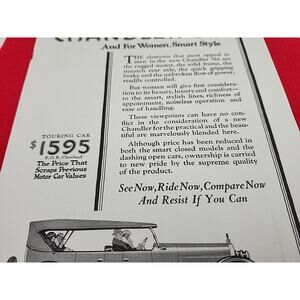 And For Women, Smart Style
THE elements that most appeal to
men in the new Chandler Six are
the rugged motor, the solid frame, the
staunch rear axle, the quick gripping
brake and the unbroken flow of power,
readily controlled.
But women will give first consider-
ation to beauty, luxury and comfort—
to the smart, stylish lines, richness of
appointment, noiseless operation and
ease of handling.
These viewpoints can have no con-
flict in the consideration of a new
Chandler for the practical and the beau-
tiful are marvelously blended here.
Although price has been reduced in
both the smart closed models and the
dashing open cars, ownership is carried
to new pride by the supreme quality
of the product.
See Now, Ride Now, Compare Now
And Resist If You Can
TOURING CAR
$1595
F.O.B. Cleveland
The Price That
Scraps Previous
Motor Car Values